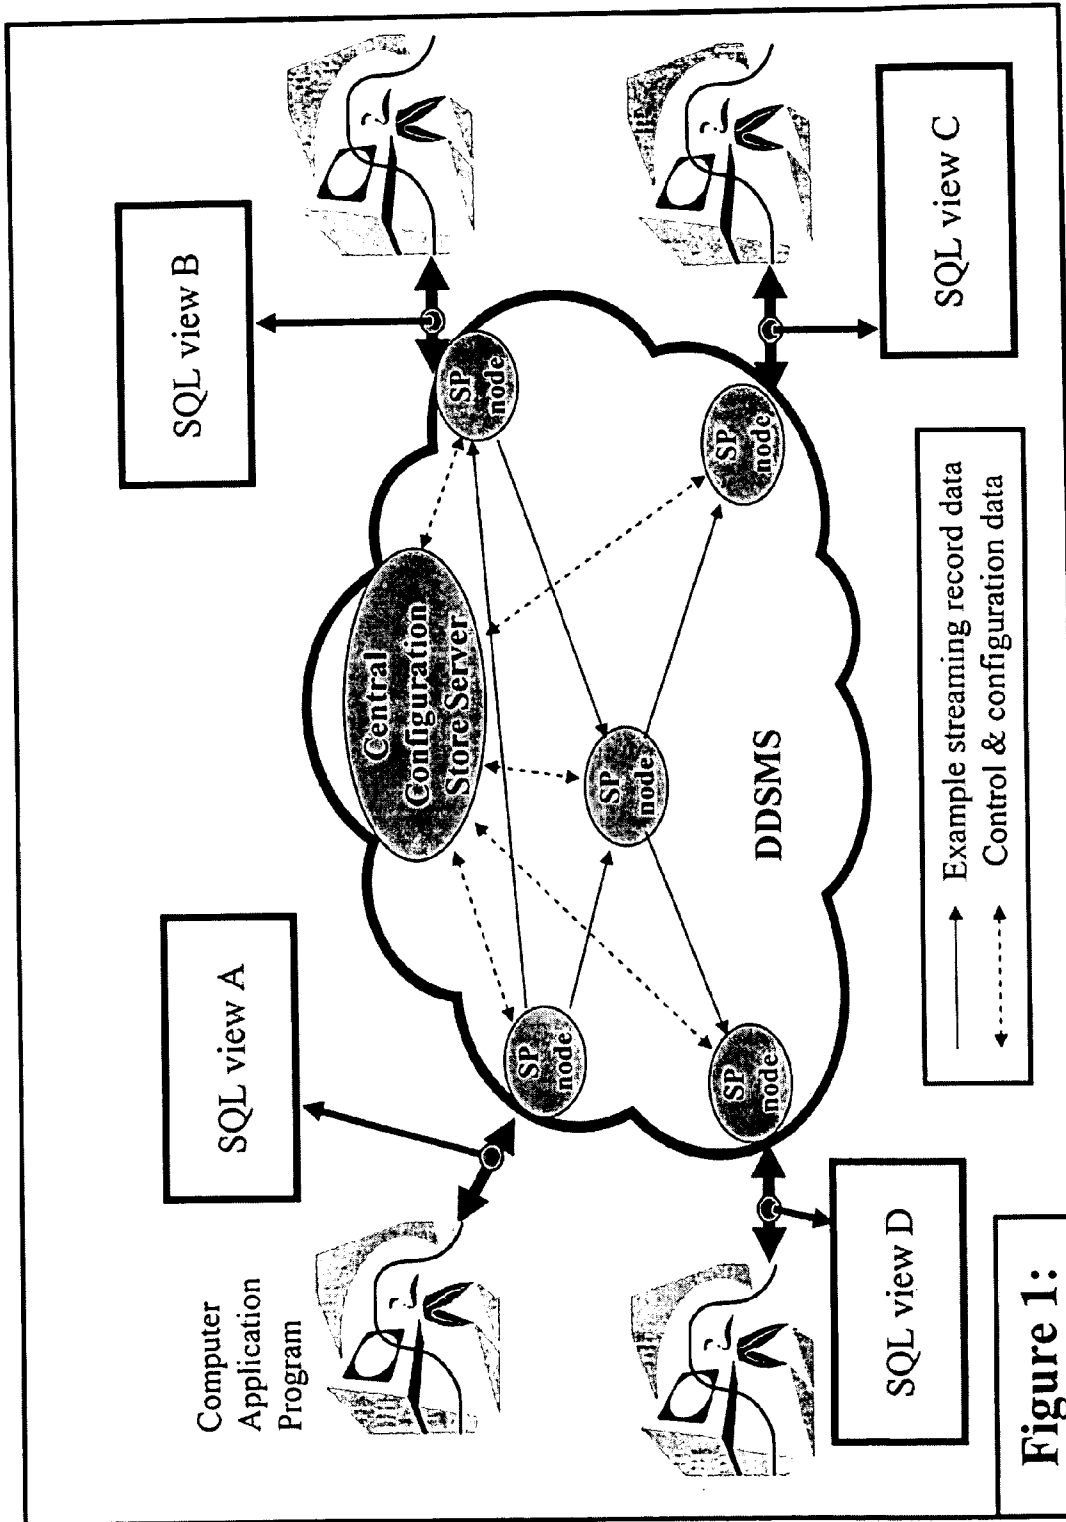 Computer
Application
Program
SQL view A
SQL view B
Central
Configuration
Store Server
SP
node
SP
node
SP
node
SP
node
SP
node
DDSMS
SQL view D
SQL view C
Example streaming record data
Control & configuration data
Figure 1: